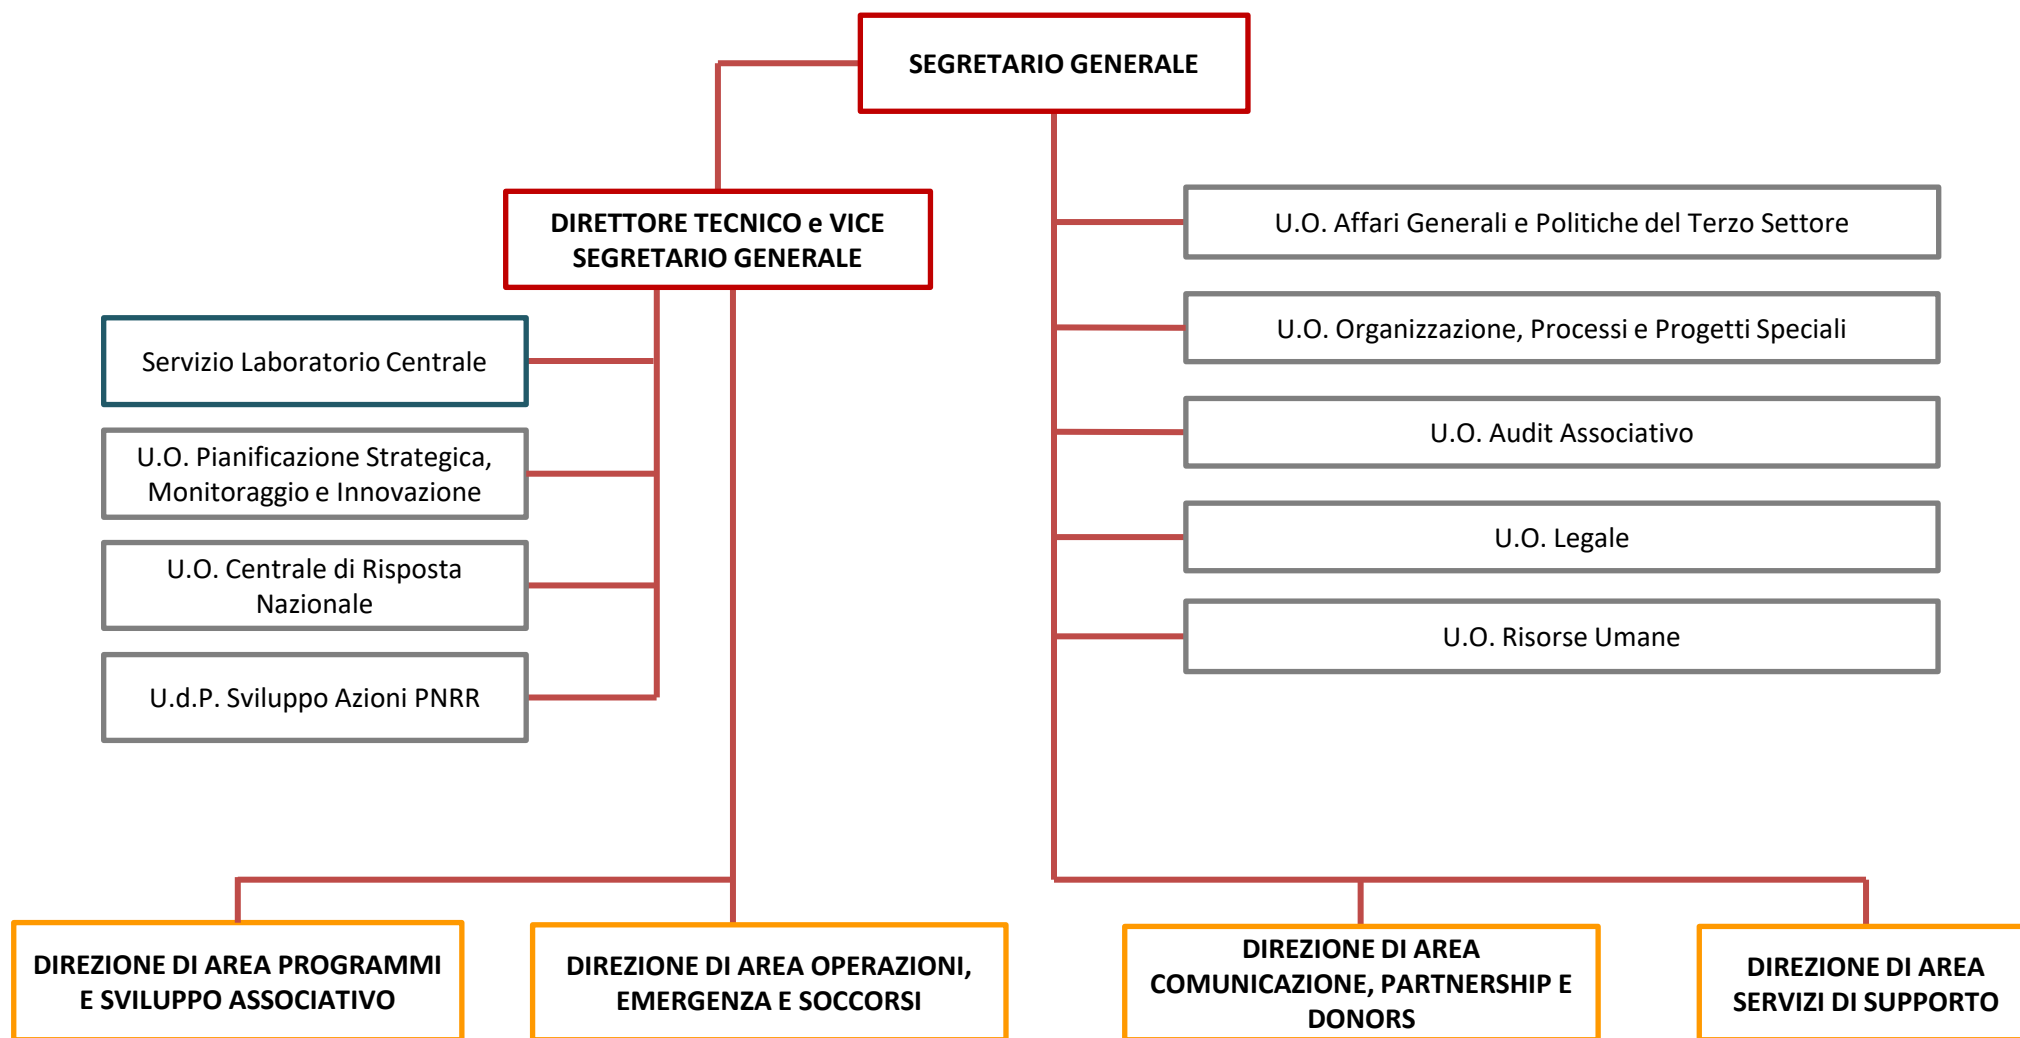 SEGRETARIO GENERALE
DIRETTORE TECNICO e VICE
SEGRETARIO GENERALE
Servizio Laboratorio Centrale
U.O. Pianificazione Strategica,
Monitoraggio e Innovazione
U.O. Centrale di Risposta
Nazionale
U.d.P. Sviluppo Azioni PNRR
U.O. Affari Generali e Politiche del Terzo Settore
U.O. Organizzazione, Processi e Progetti Speciali
U.O. Audit Associativo
U.O. Legale
U.O. Risorse Umane
DIREZIONE DI AREA PROGRAMMI
E SVILUPPO ASSOCIATIVO
DIREZIONE DI AREA OPERAZIONI,
EMERGENZA E SOCCORSI
DIREZIONE DI AREA
COMUNICAZIONE, PARTNERSHIP E
DONORS
DIREZIONE DI AREA
SERVIZI DI SUPPORTO